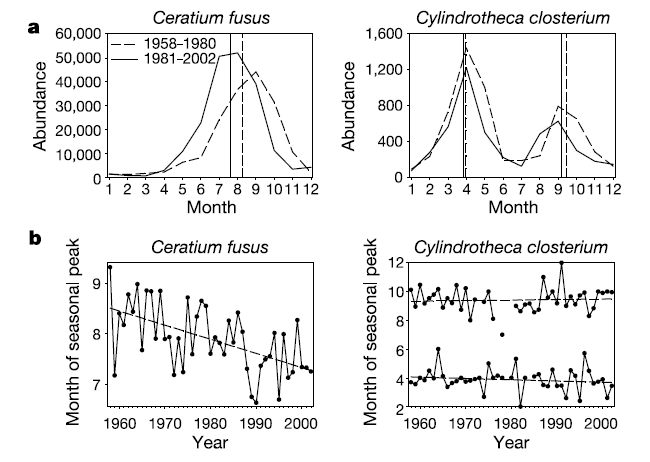 a
Ceratium fusus
Cylindrotheca closterium
60,000
50,000
40,000
30,000
20,000
10,000
0
Abundance
1958–1980
1981–2002
1 2 3 4 5 6 7 8 9 10 11 12
Month
1,600
1,200
800
400
0
Abundance
1 2 3 4 5 6 7 8 9 10 11 12
Month
b
Ceratium fusus
Cylindrotheca closterium
Month of seasonal peak
9
8
7
1960 1970 1980 1990 2000
Year
Month of seasonal peak
12
10
8
6
4
2
1960 1970 1980 1990 2000
Year